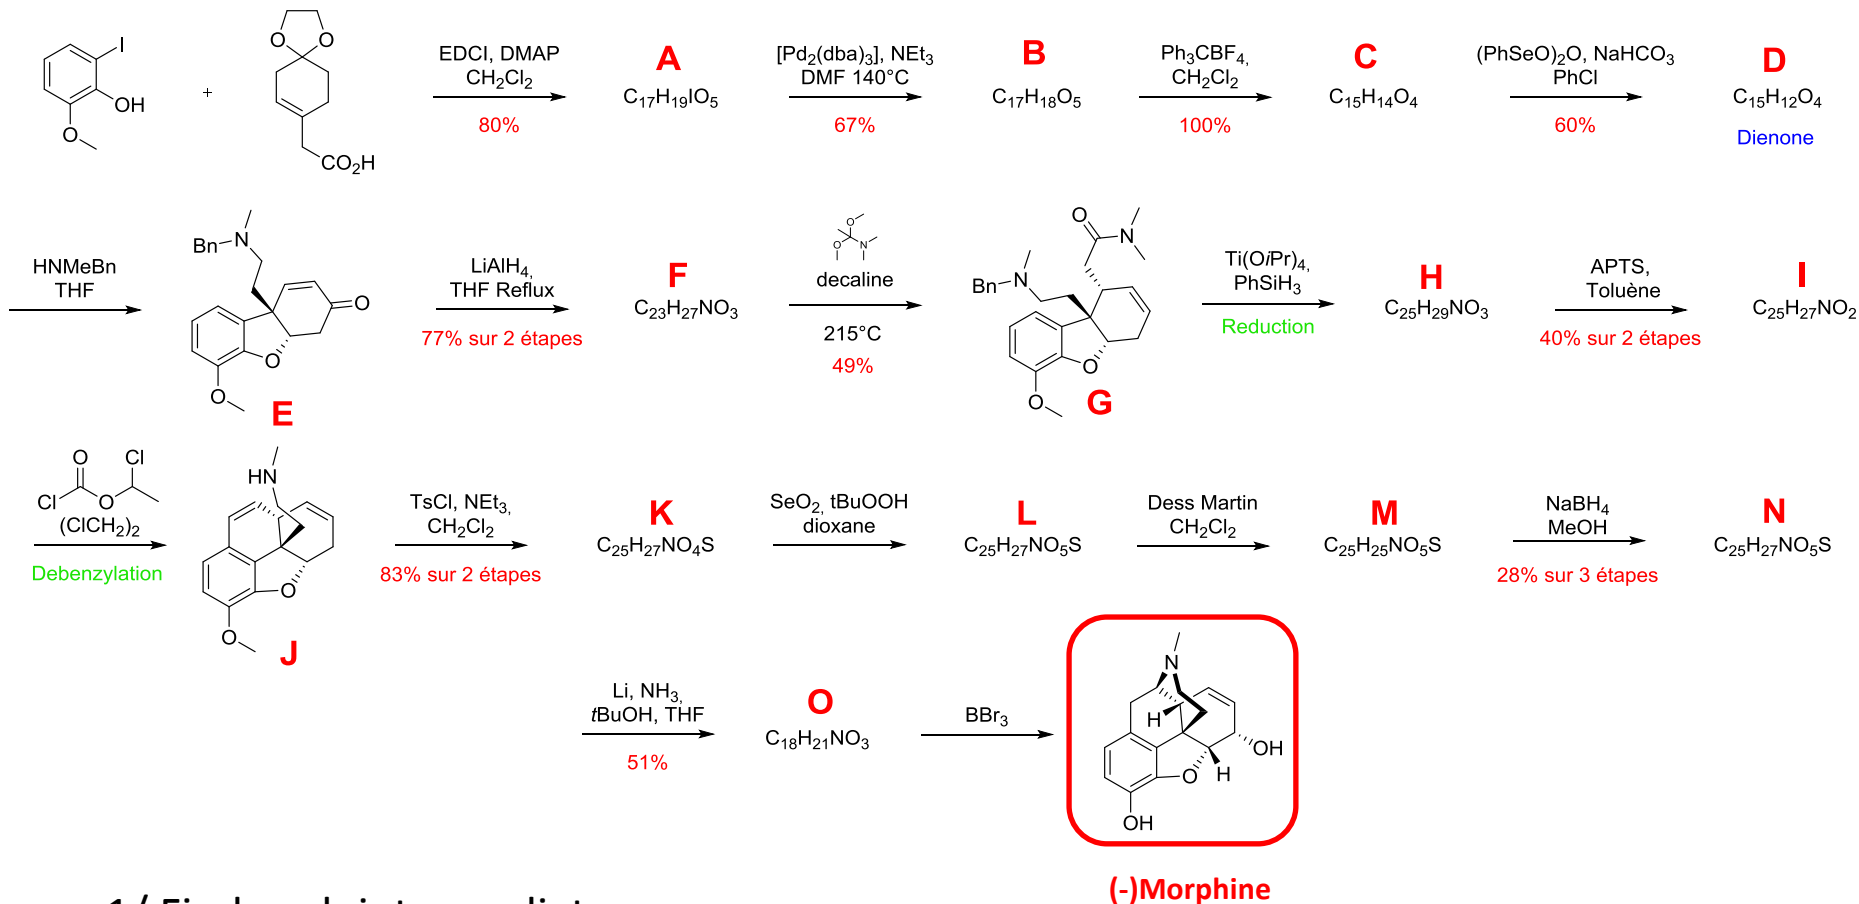 I
OH
O
+
O O
CO₂H
EDCI, DMAP
CH₂Cl₂
80%
A
C₁₇H₁₉IO₅
[Pd₂(dba)₃], NEt₃
DMF 140°C
67%
B
C₁₇H₁₈O₅
Ph₃CBF₄,
CH₂Cl₂
100%
C
C₁₅H₁₄O₄
(PhSeO)₂O, NaHCO₃
PhCl
60%
D
C₁₅H₁₂O₄
Dienone
HNMeBn
THF
Bn N
O
O
O
E
LiAlH₄,
THF Reflux
77% sur 2 étapes
F
C₂₃H₂₇NO₃
O
O N
decaline
215°C
49%
O
N
Bn N
O
O
G
Ti(OiPr)₄,
PhSiH₃
Reduction
H
C₂₅H₂₉NO₃
APTS,
Toluène
40% sur 2 étapes
I
C₂₅H₂₇NO₂
O Cl
Cl O
(ClCH₂)₂
Debenzylation
HN
O
O
J
TsCl, NEt₃,
CH₂Cl₂
83% sur 2 étapes
K
C₂₅H₂₇NO₄S
SeO₂, tBuOOH
dioxane
L
C₂₅H₂₇NO₅S
Dess Martin
CH₂Cl₂
M
C₂₅H₂₅NO₅S
NaBH₄
MeOH
28% sur 3 étapes
N
C₂₅H₂₇NO₅S
Li, NH₃,
tBuOH, THF
51%
O
C₁₈H₂₁NO₃
BBr₃
N
H
OH
O H
OH
(-)Morphine